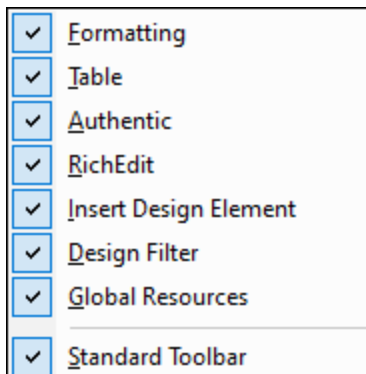 Formatting
Table
Authentic
RichEdit
Insert Design Element
Design Filter
Global Resources
Standard Toolbar